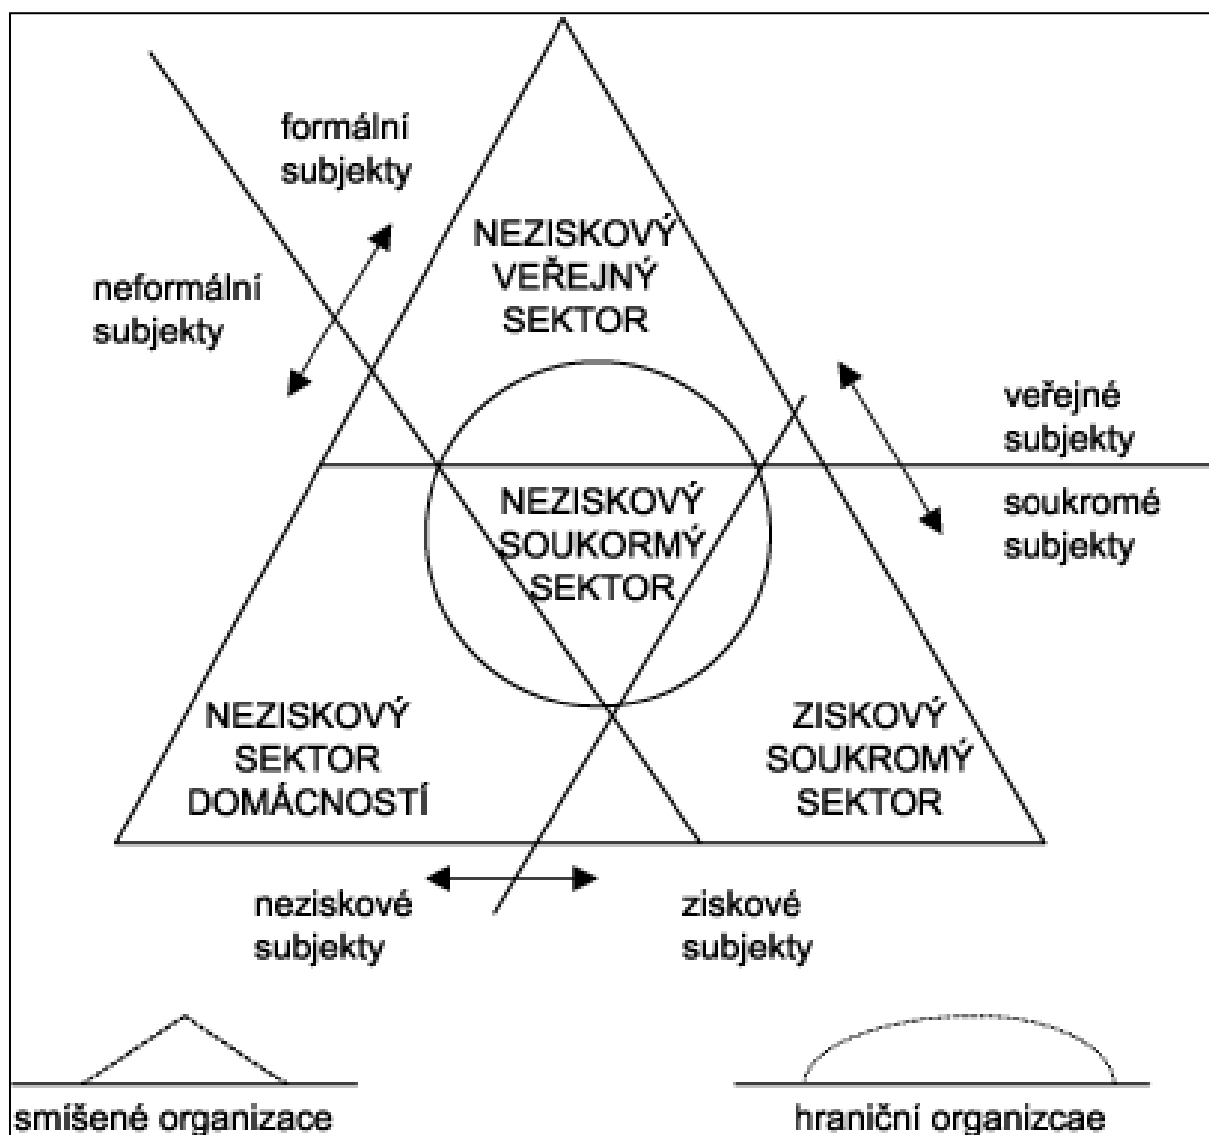 formální
subjekty
NEZISKOVÝ
VEŘEJNÝ
SEKTOR
neformální
subjekty
veřejné
subjekty
NEZISKOVÝ
SOUKORMÝ
SEKTOR
soukromé
subjekty
NEZISKOVÝ
SEKTOR
DOMÁCNOSTÍ
ZISKOVÝ
SOUKROMÝ
SEKTOR
neziskové
subjekty
ziskové
subjekty
smíšené organizace
hraniční organizcae